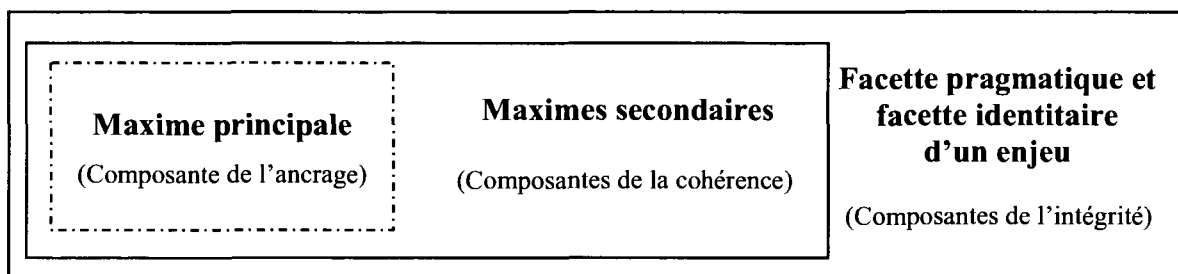 Maxime principale
(Composante de l'ancrage)
Maximes secondaires
(Composantes de la cohérence)
Facette pragmatique et
facette identitaire
d'un enjeu
(Composantes de l'intégrité)